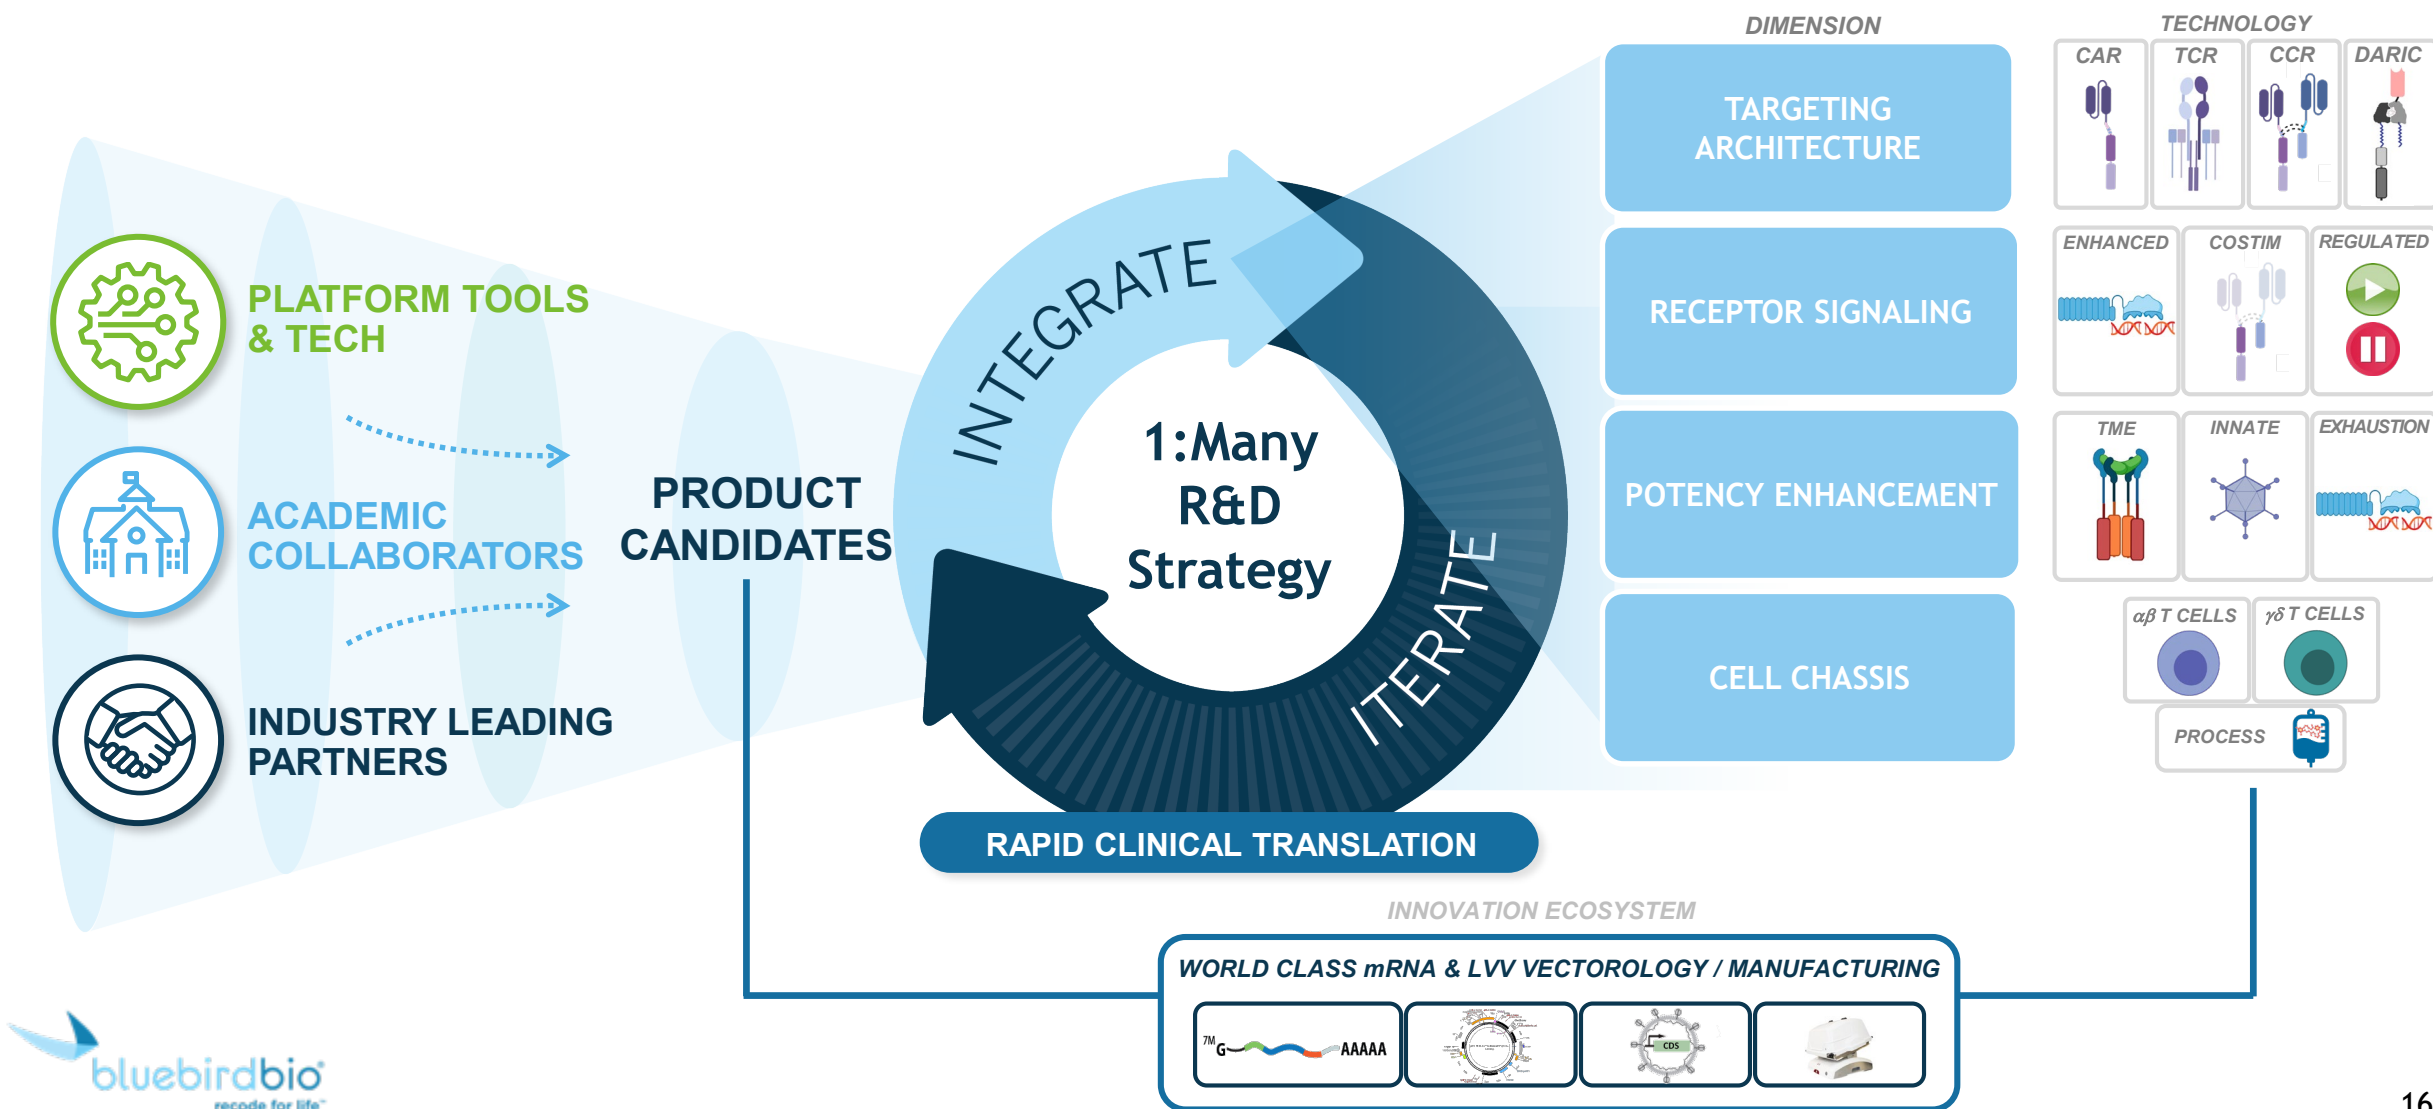 DIMENSION
TECHNOLOGY
CAR
TCR
CCR
DARIC
TARGETING
ARCHITECTURE
ENHANCED
COSTIM
REGULATED
RECEPTOR SIGNALING
TME
INNATE
EXHAUSTION
POTENCY ENHANCEMENT
αβ T CELLS
γδ T CELLS
PROCESS
CELL CHASSIS
PLATFORM TOOLS
& TECH
ACADEMIC
COLLABORATORS
INDUSTRY LEADING
PARTNERS
PRODUCT
CANDIDATES
INTEGRATE
1:Many
R&D
Strategy
ITERATE
RAPID CLINICAL TRANSLATION
INNOVATION ECOSYSTEM
WORLD CLASS mRNA & LVV VECTOROLOGY / MANUFACTURING
7M G AAAAA
CDS
bluebirdbio
recode for life™
16